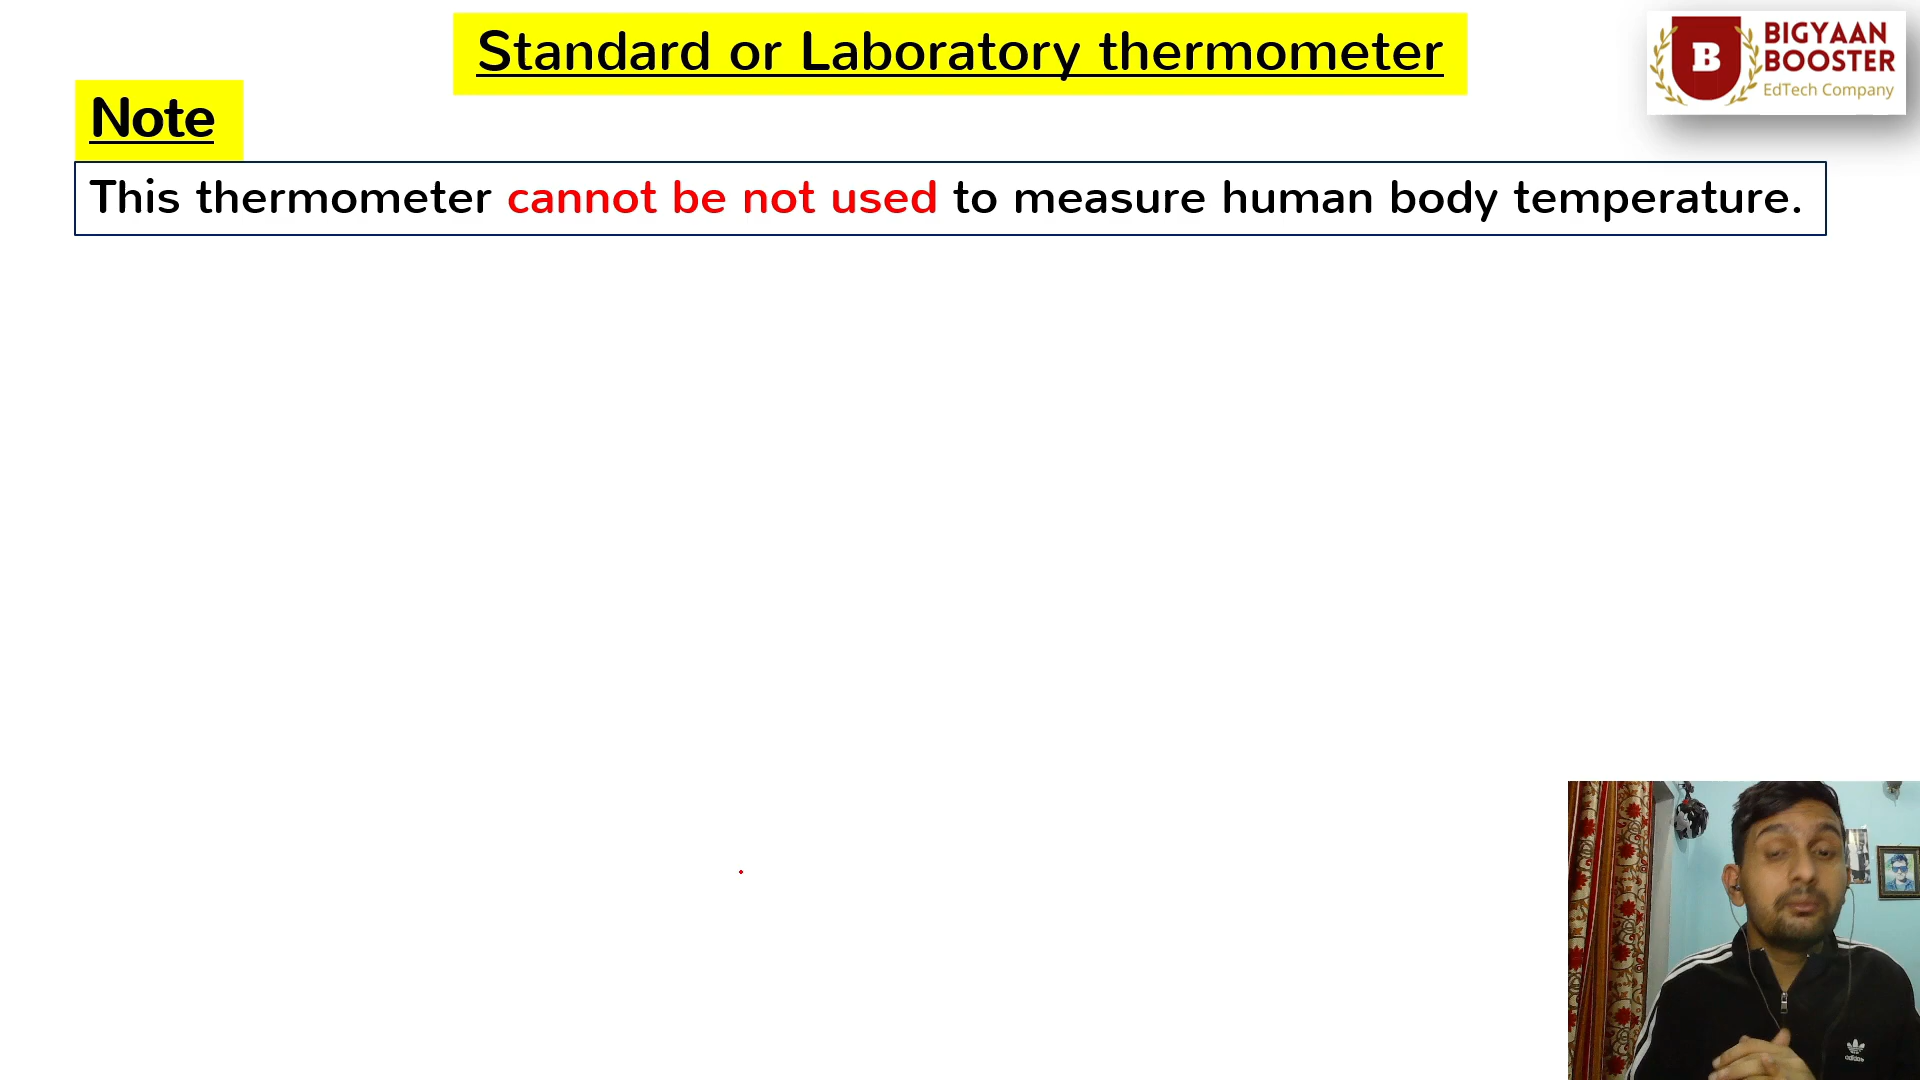 Standard or Laboratory thermometer
BIGYAAN
BOOSTER
EdTech Company
B
Note
This thermometer cannot be not used to measure human body temperature.
adidas